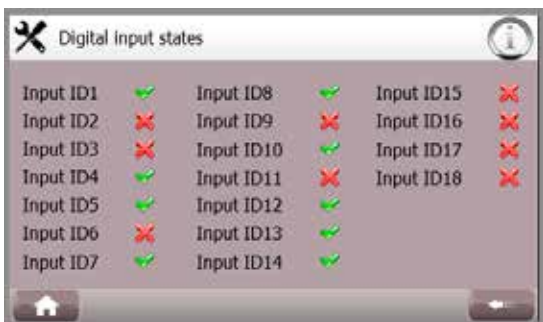 Digital input states
Input ID1 Input ID8 Input ID15
Input ID2 Input ID9 Input ID16
Input ID3 Input ID10 Input ID17
Input ID4 Input ID11 Input ID18
Input ID5 Input ID12
Input ID6 Input ID13
Input ID7 Input ID14